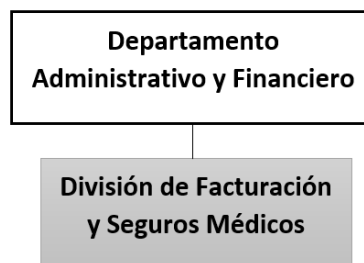 Departamento
Administrativo y Financiero
División de Facturación
y Seguros Médicos